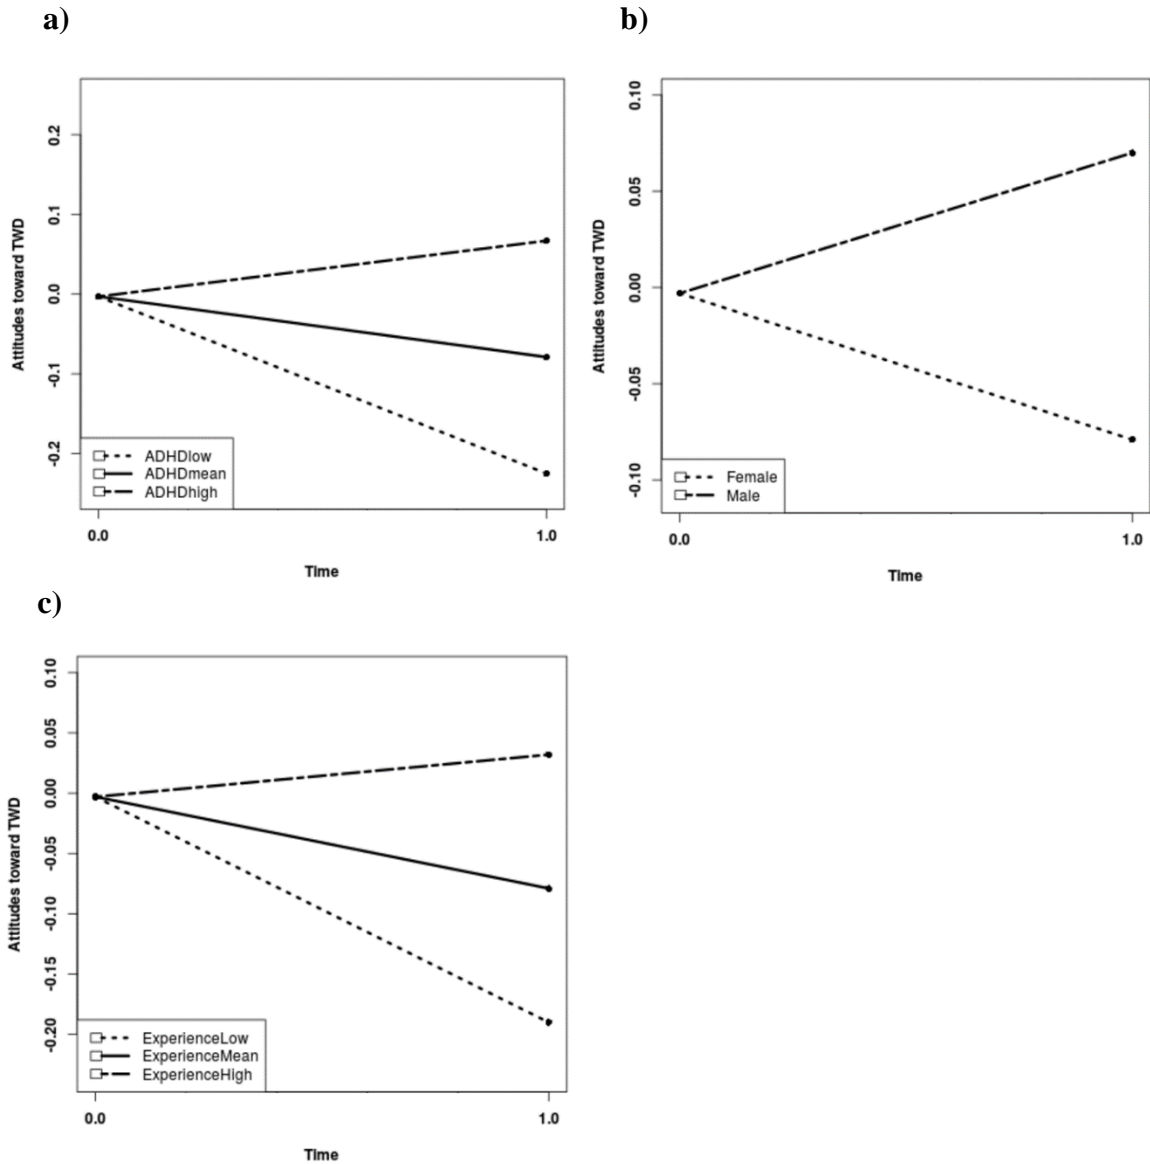 a)
Attitudes toward TWD
0.2
0.1
0.0
-0.1
-0.2
ADHDlow
ADHDmean
ADHDhigh
0.0 1.0
Time
b)
Attitudes toward TWD
0.10
0.05
0.00
-0.05
-0.10
Female
Male
0.0 1.0
Time
c)
Attitudes toward TWD
0.10
0.05
0.00
-0.05
-0.10
-0.15
-0.20
ExperienceLow
ExperienceMean
ExperienceHigh
0.0 1.0
Time